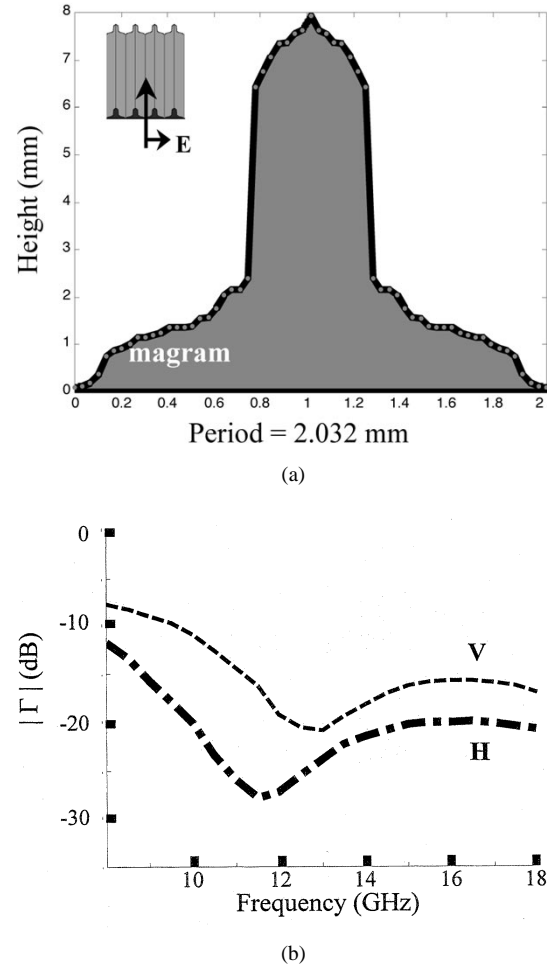 8
7
6
5
4
3
2
1
0
Height (mm)
E
magram
0 0.2 0.4 0.6 0.8 1 1.2 1.4 1.6 1.8 2
Period = 2.032 mm
(a)
0
-10
-20
-30
|Γ| (dB)
V
H
10 12 14 16 18
Frequency (GHz)
(b)